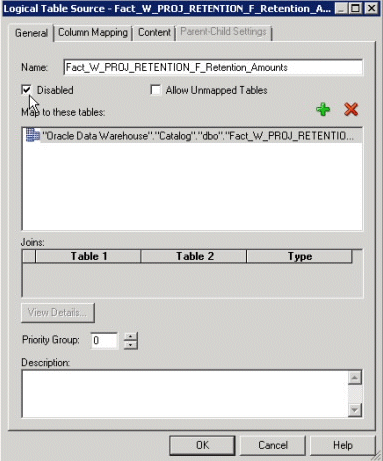 Logical Table Source - Fact_W_PROJ_RETENTION_F_Retention_A...
General
Column Mapping
Content
Parent-Child Settings
Name: Fact_W_PROJ_RETENTION_F_Retention_Amounts
Disabled
Allow Unmapped Tables
Map to these tables:
"Oracle Data Warehouse"."Catalog"."dbo"."Fact_W_PROJ_RETENTIO...
Joins:
Table 1 Table 2 Type
View Details...
Priority Group: 0
Description:
OK Cancel Help